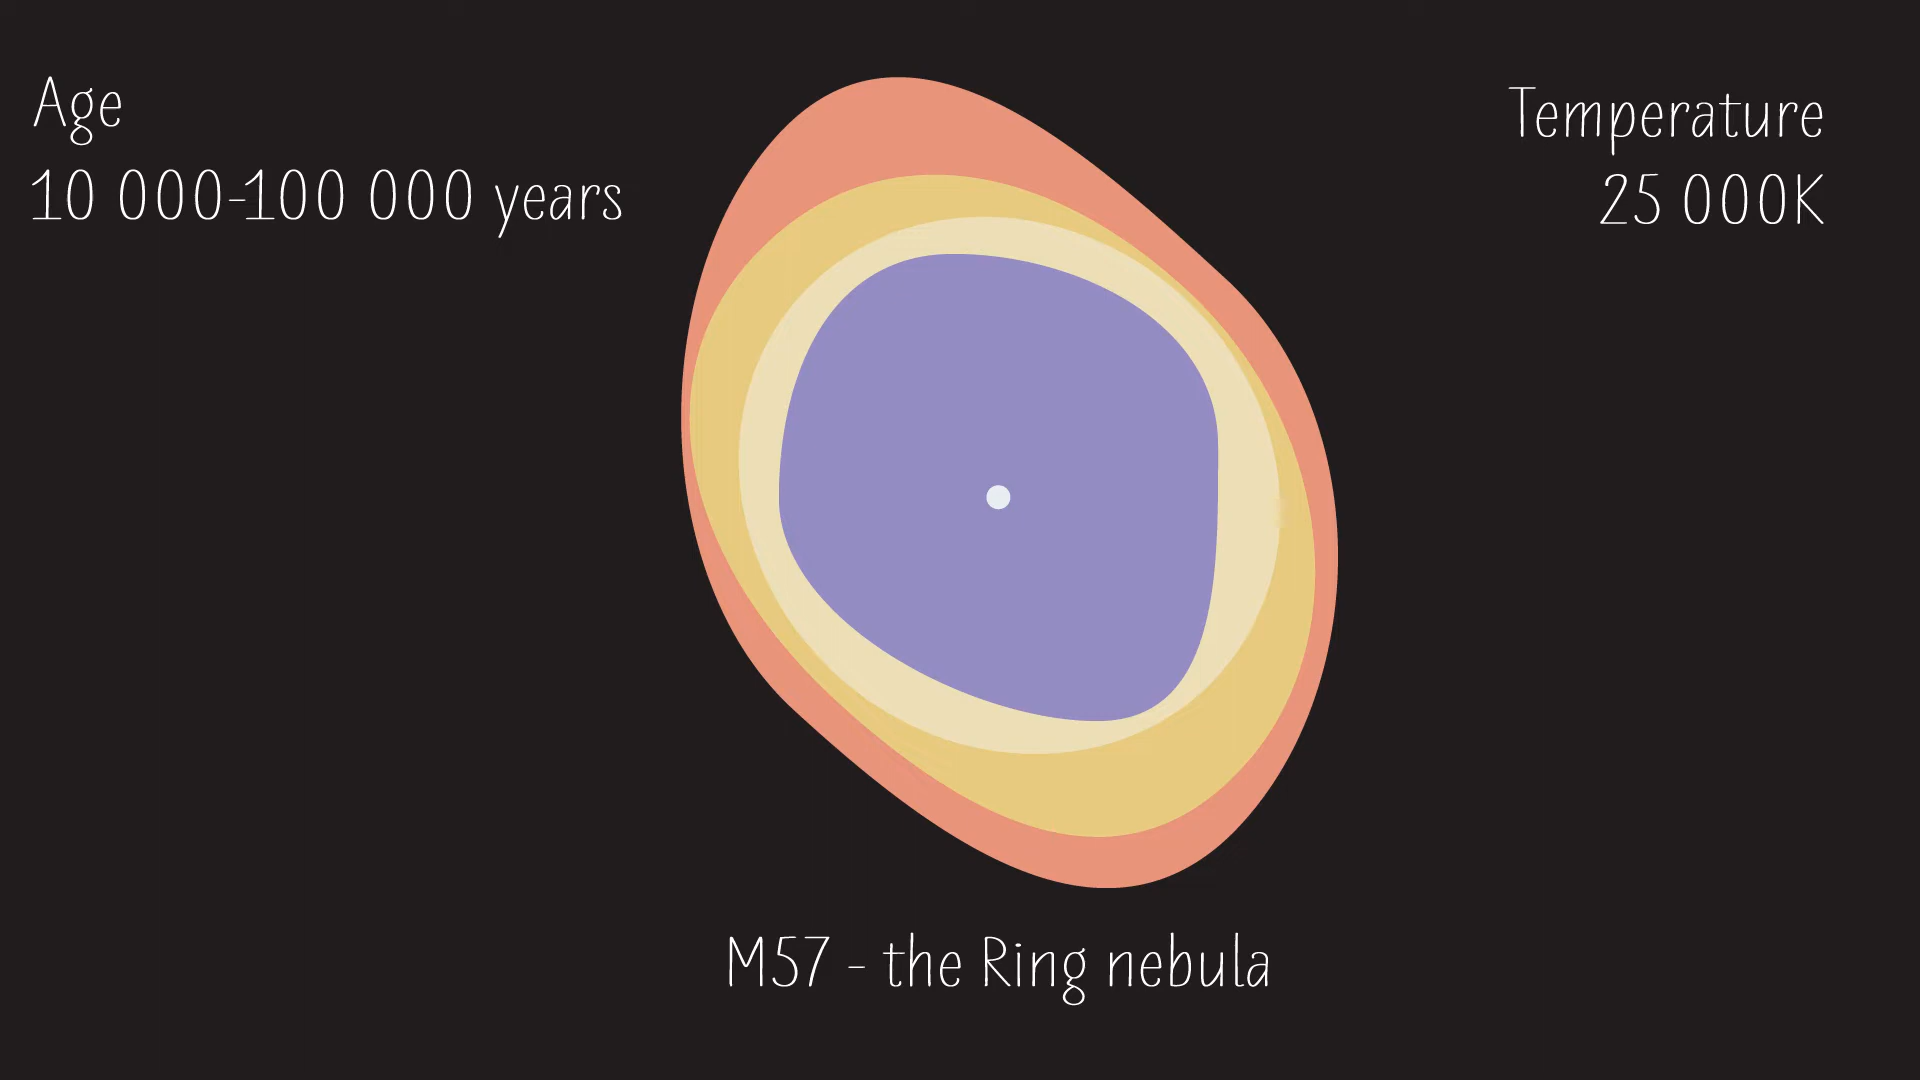 Age
10 000-100 000 years
Temperature
25 000K
M57 - the Ring nebula